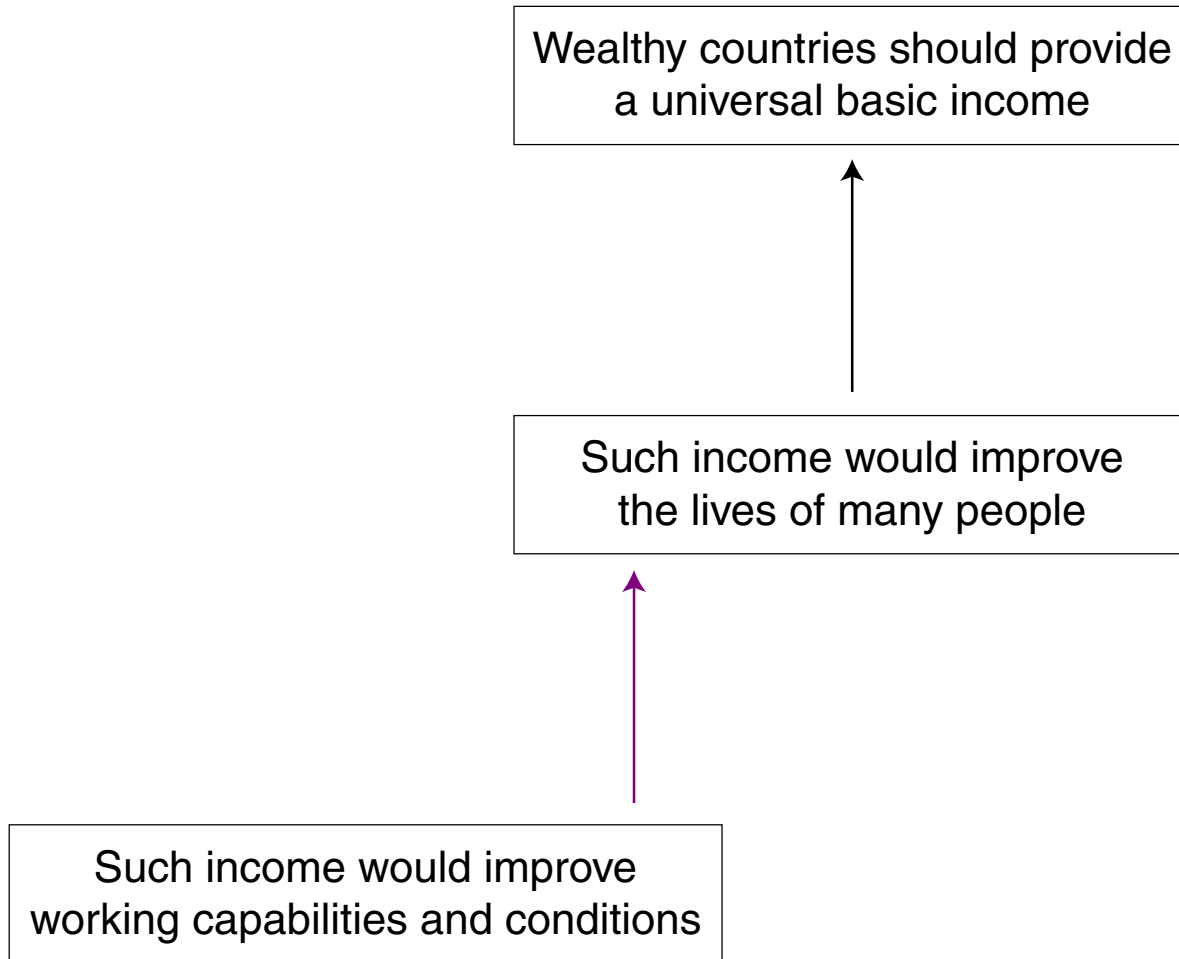 Wealthy countries should provide
a universal basic income
Such income would improve
the lives of many people
Such income would improve
working capabilities and conditions